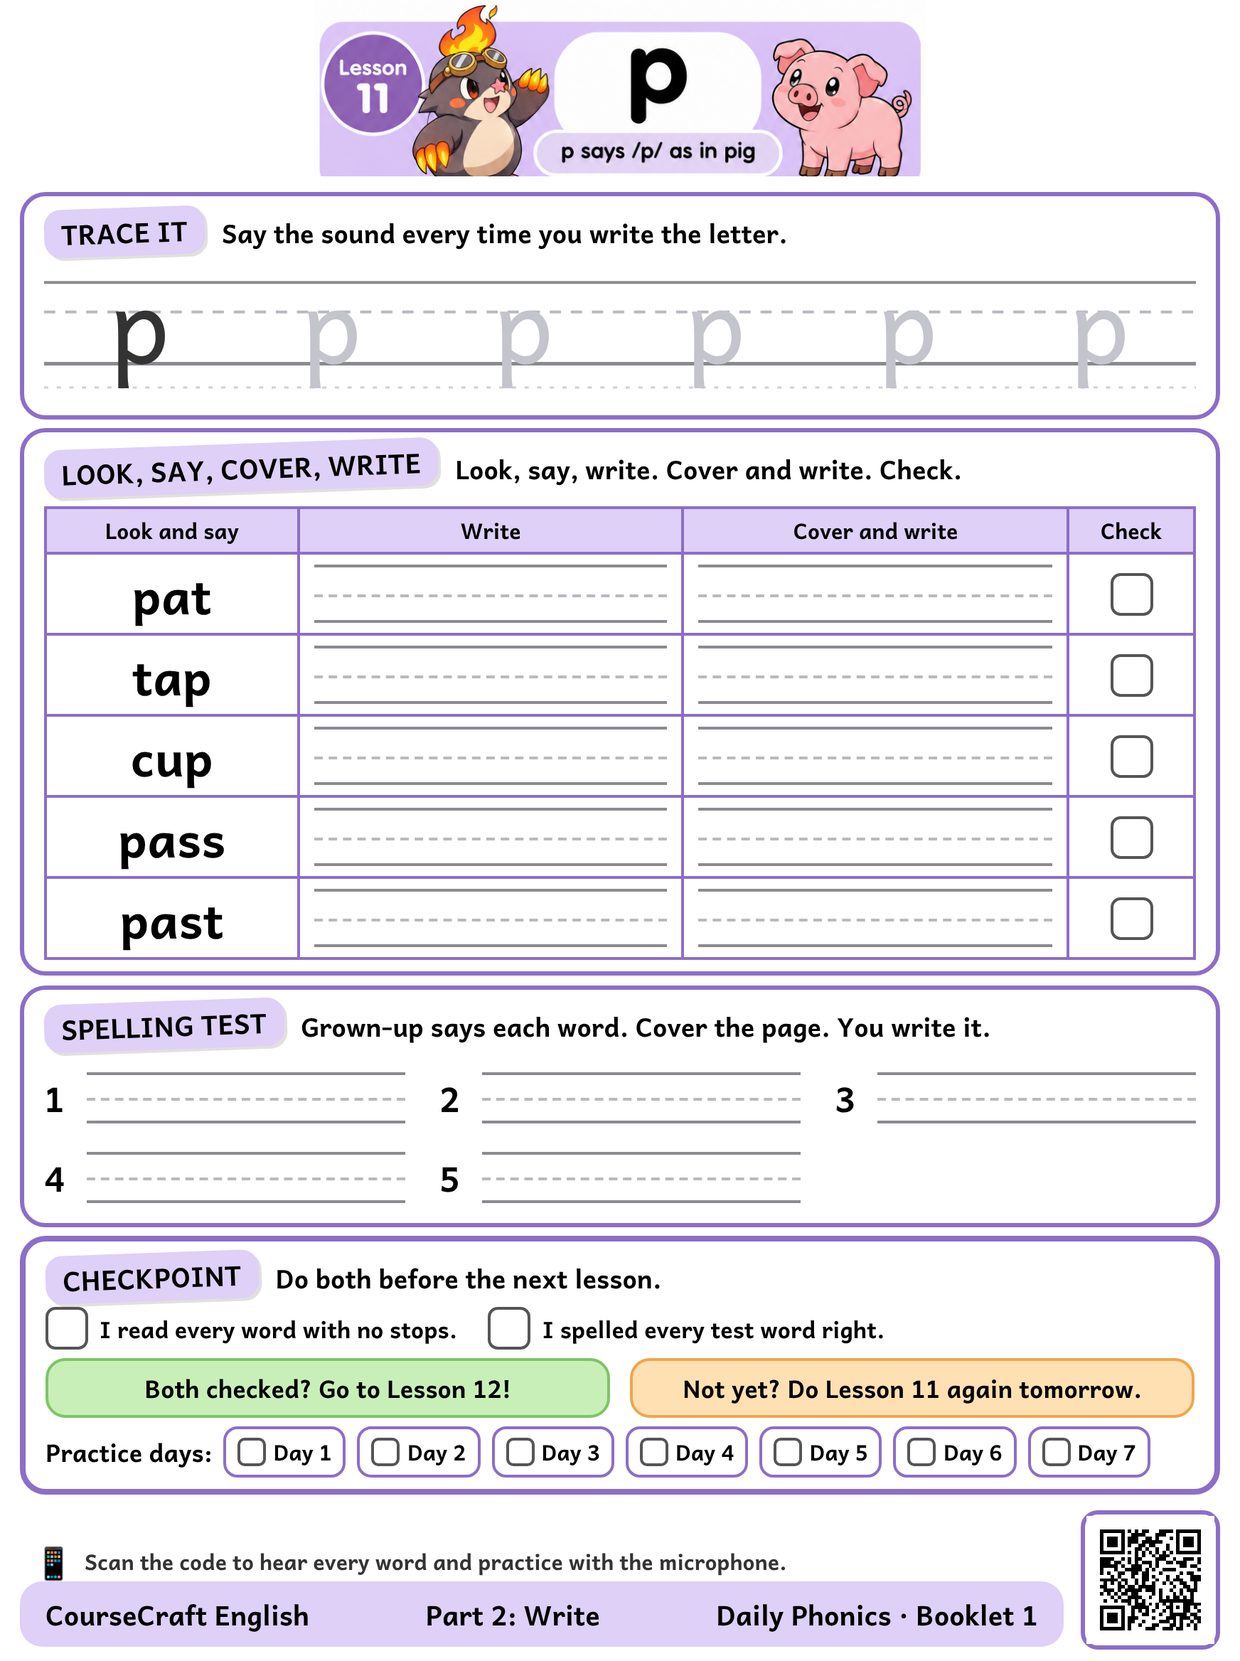 Lesson
11
p
p says /p/ as in pig
TRACE IT Say the sound every time you write the letter.
p p p p p p
LOOK, SAY, COVER, WRITE Look, say, write. Cover and write. Check.
Look and say Write Cover and write Check
pat
tap
cup
pass
past
SPELLING TEST Grown-up says each word. Cover the page. You write it.
1 2 3
4 5
CHECKPOINT Do both before the next lesson.
I read every word with no stops. I spelled every test word right.
Both checked? Go to Lesson 12! Not yet? Do Lesson 11 again tomorrow.
Practice days: Day 1 Day 2 Day 3 Day 4 Day 5 Day 6 Day 7
Scan the code to hear every word and practice with the microphone.
CourseCraft English Part 2: Write Daily Phonics · Booklet 1